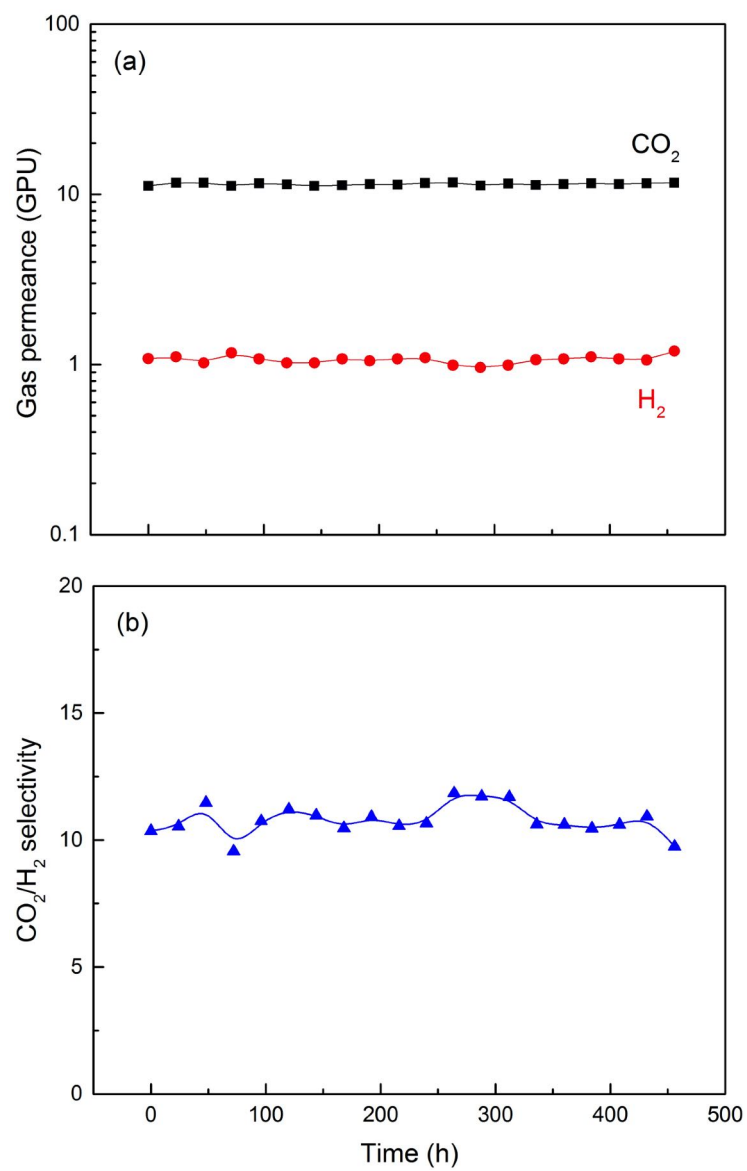 (a)
100
10
1
0.1
Gas permeance (GPU)
CO₂
H₂
(b)
20
15
10
5
0
CO₂/H₂ selectivity
0 100 200 300 400 500
Time (h)